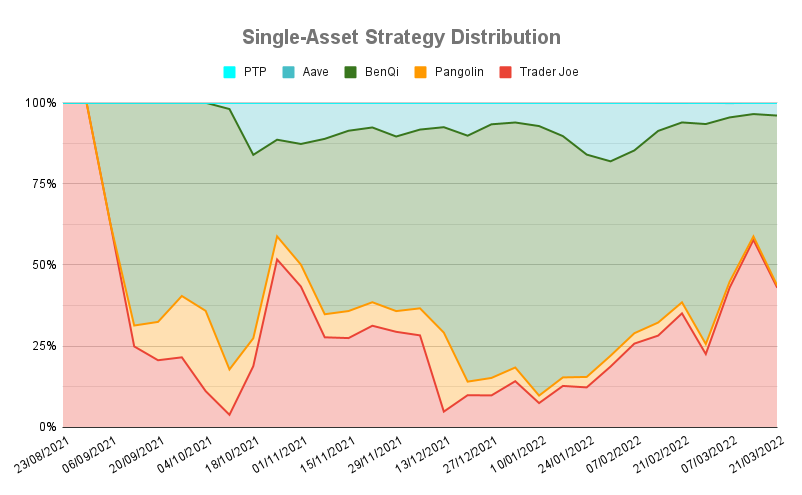 Single-Asset Strategy Distribution
PTP Aave BenQi Pangolin Trader Joe
100%
75%
50%
25%
0%
23/08/2021 06/09/2021 20/09/2021 04/10/2021 18/10/2021 01/11/2021 15/11/2021 29/11/2021 13/12/2021 27/12/2021 10/01/2022 24/01/2022 07/02/2022 21/02/2022 07/03/2022 21/03/2022